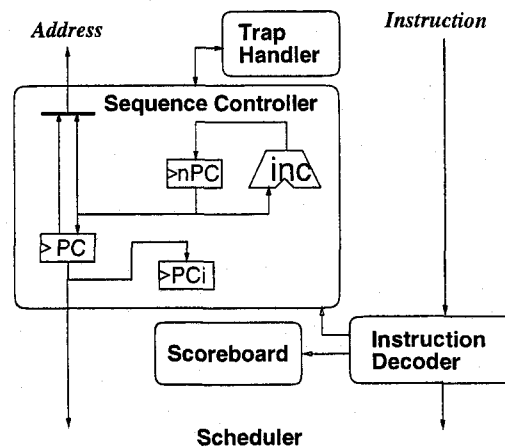 Address
Instruction
Trap
Handler
Sequence Controller
>nPC
inc
> PC
>PCi
Scoreboard
Instruction
Decoder
Scheduler